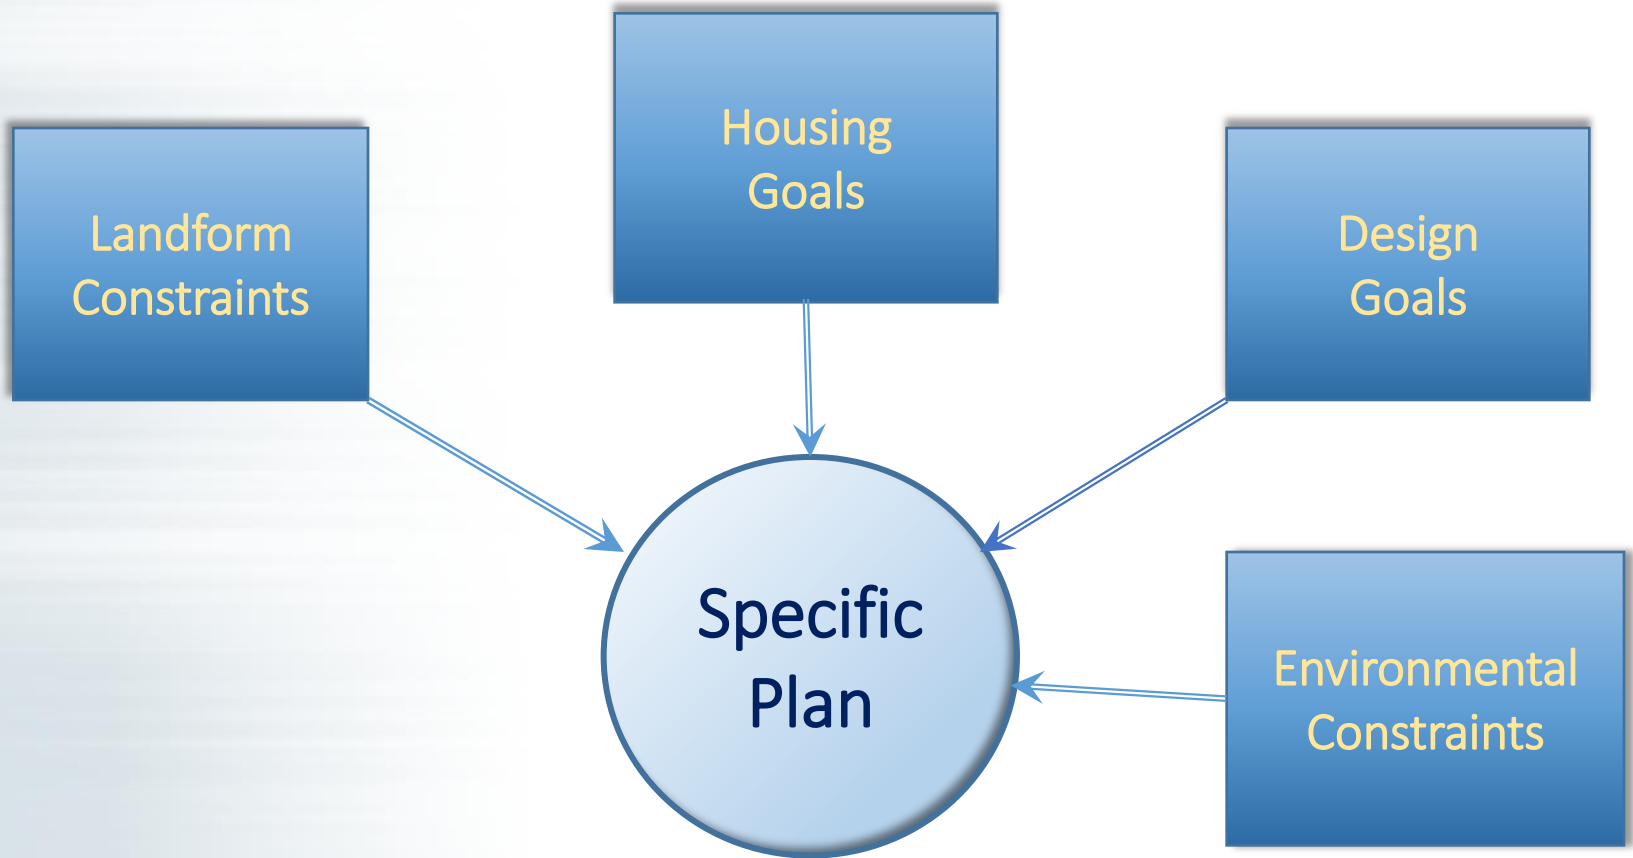 Housing
Goals
Landform
Constraints
Design
Goals
Specific
Plan
Environmental
Constraints